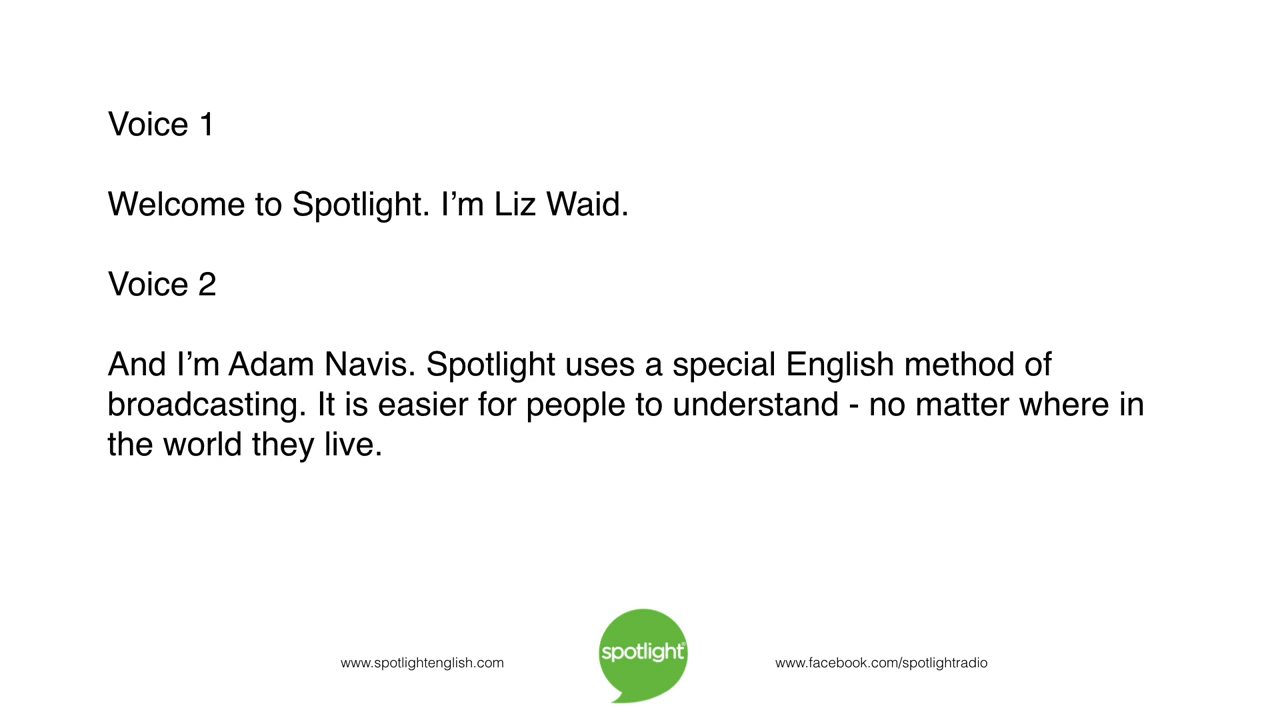 Voice 1
Welcome to Spotlight. I’m Liz Waid.
Voice 2
And I’m Adam Navis. Spotlight uses a special English method of
broadcasting. It is easier for people to understand - no matter where in
the world they live.
www.spotlightenglish.com
spotlight®
www.facebook.com/spotlightradio